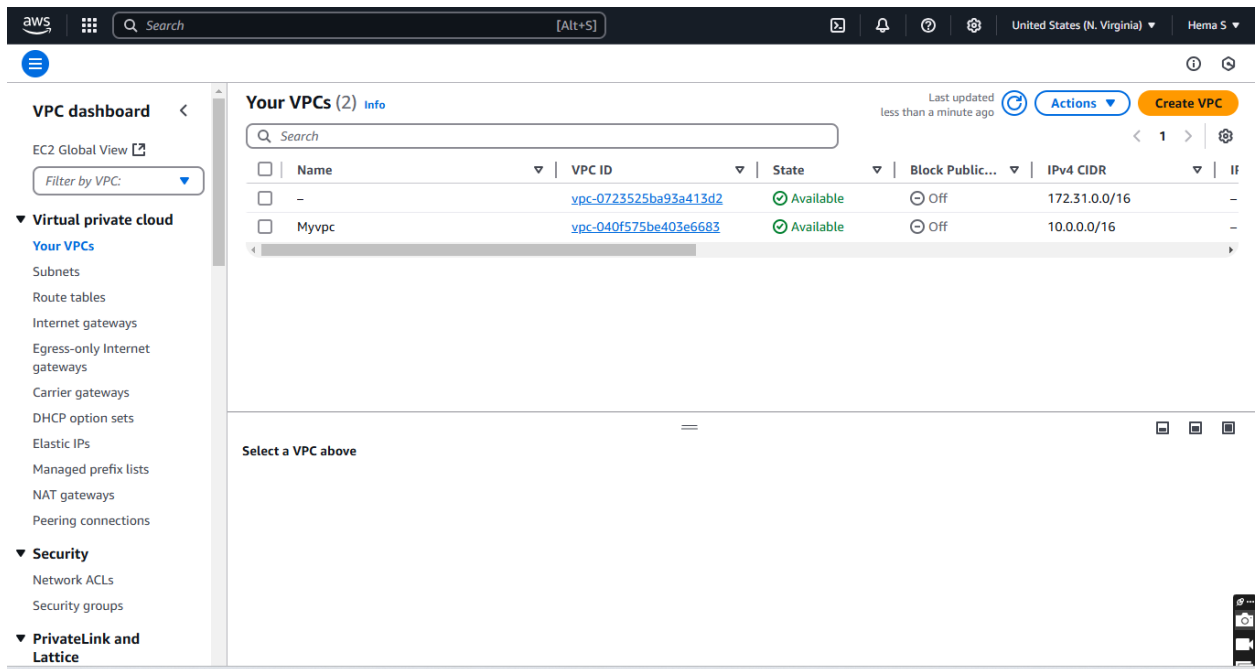 aws Search [Alt+S] United States (N. Virginia) Hema S
VPC dashboard
EC2 Global View
Filter by VPC:
Virtual private cloud
Your VPCs
Subnets
Route tables
Internet gateways
Egress-only Internet
gateways
Carrier gateways
DHCP option sets
Elastic IPs
Managed prefix lists
NAT gateways
Peering connections
Security
Network ACLs
Security groups
PrivateLink and
Lattice
Your VPCs (2) Info
Last updated
less than a minute ago
Actions Create VPC
Search
1
Name VPC ID State Block Public... IPv4 CIDR
– vpc-0723525ba93a413d2 Available Off 172.31.0.0/16 –
Myvpc vpc-040f575be403e6683 Available Off 10.0.0.0/16 –
Select a VPC above